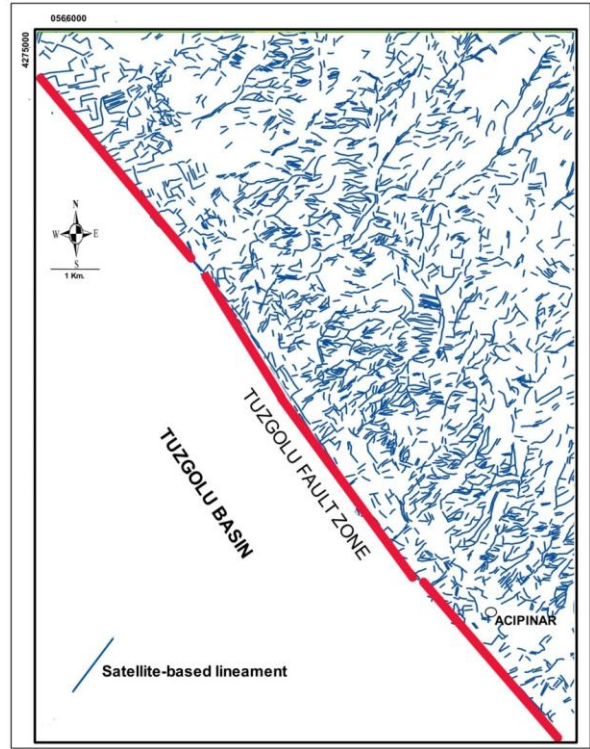 0566000
4275000
N
W E
S
1 Km.
TUZGOLU FAULT ZONE
TUZGOLU BASIN
ACIPINAR
Satellite-based lineament